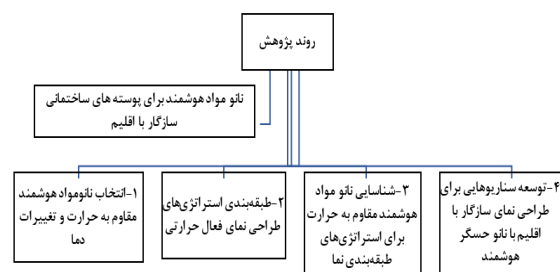 روند پژوهش
نانو مواد هوشمند برای پوسته های ساختمانی
سازگار با اقلیم
۱-انتخاب نانومواد هوشمند
مقاوم به حرارت و تغییرات
دما
۲-طبقه‌بندی استراتژی‌های
طراحی نمای فعال حرارتی
۳-شناسایی نانو مواد
هوشمند مقاوم به حرارت
برای استراتژی‌های
طبقه‌بندی نما
۴-توسعه سناریوهایی برای
طراحی نمای سازگار با
اقلیم با نانو حسگر
هوشمند